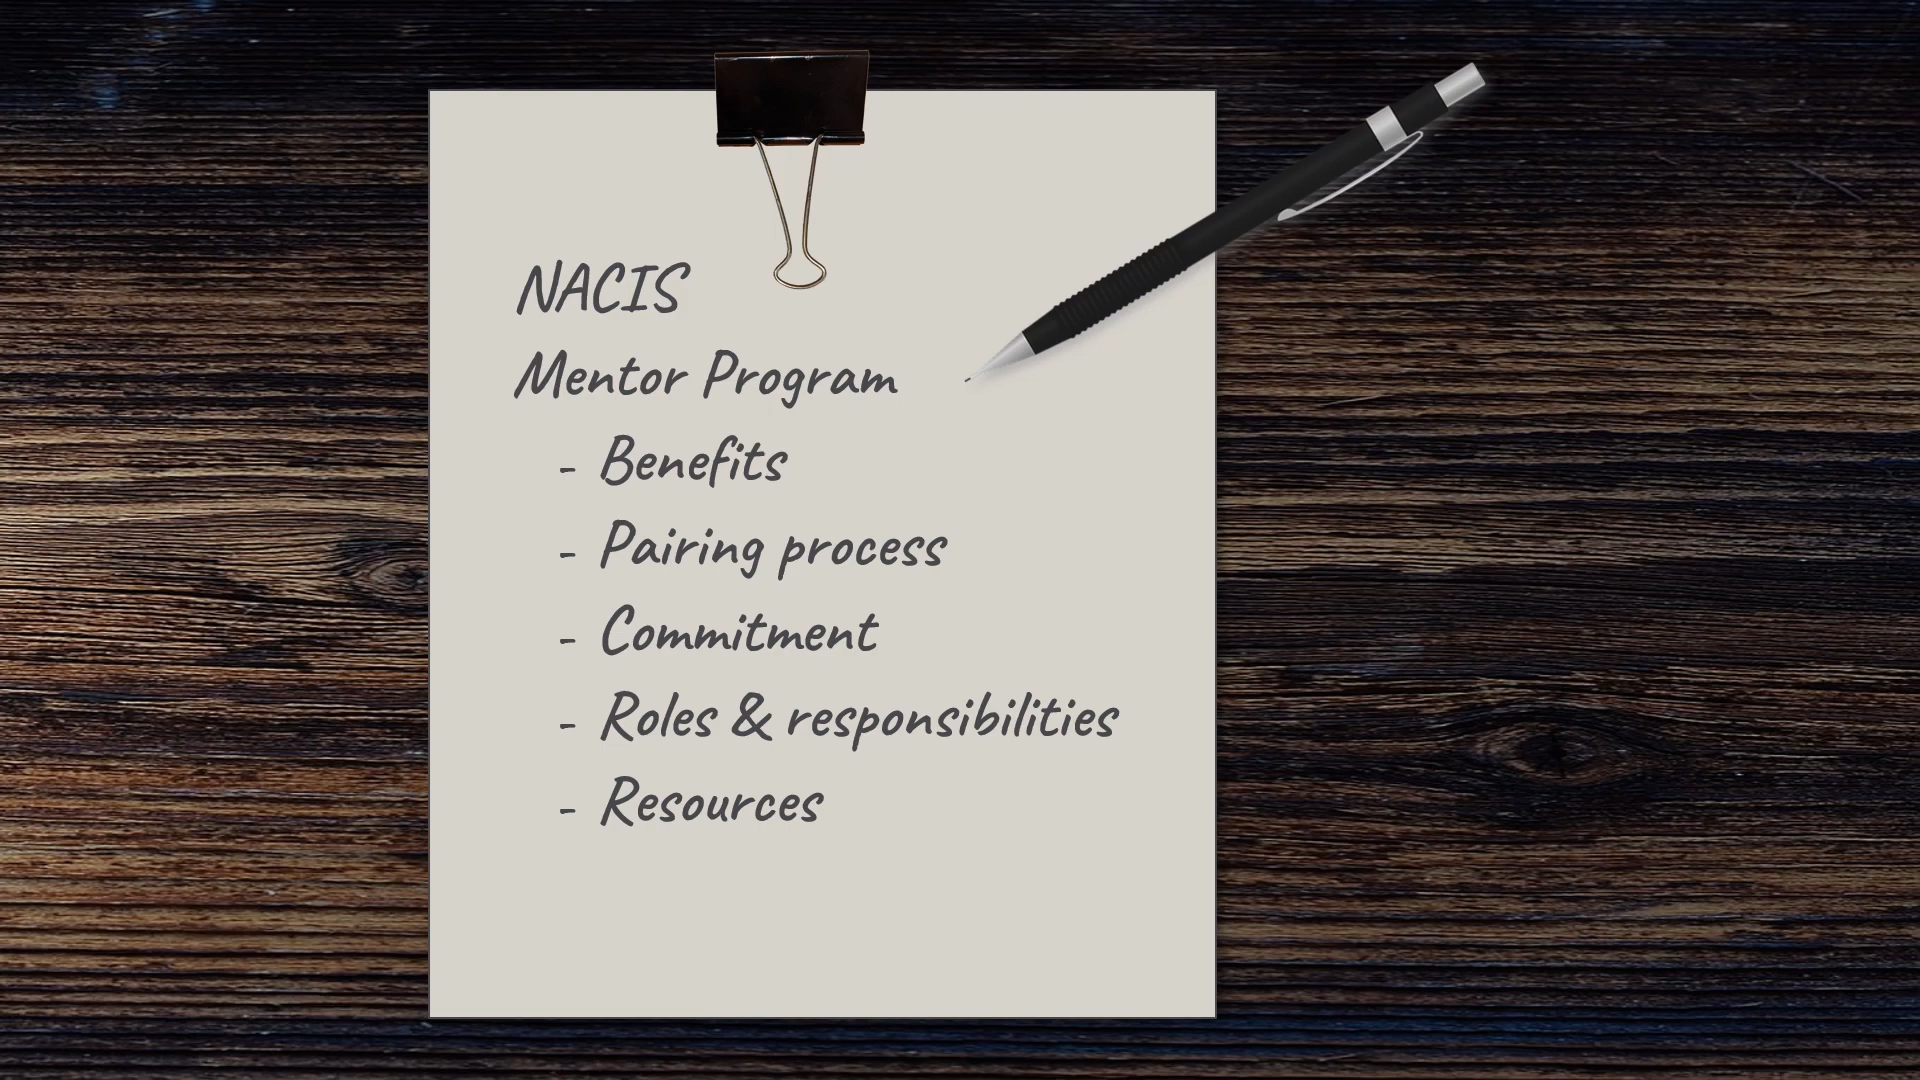 NACIS
Mentor Program
- Benefits
- Pairing process
- Commitment
- Roles & responsibilities
- Resources